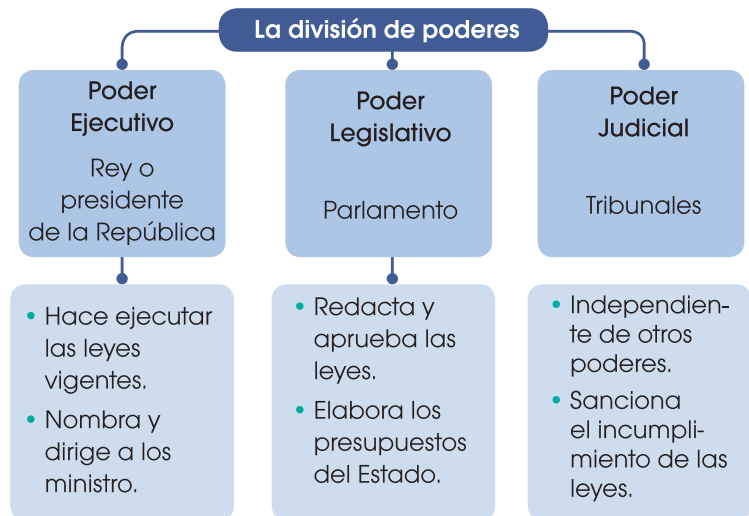 La división de poderes
Poder
Ejecutivo
Rey o
presidente
de la República
Poder
Legislativo
Parlamento
Poder
Judicial
Tribunales
• Hace ejecutar
las leyes
vigentes.
• Nombra y
dirige a los
ministro.
• Redacta y
aprueba las
leyes.
• Elabora los
presupuestos
del Estado.
• Independien-
te de otros
poderes.
• Sanciona
el incumpli-
miento de las
leyes.